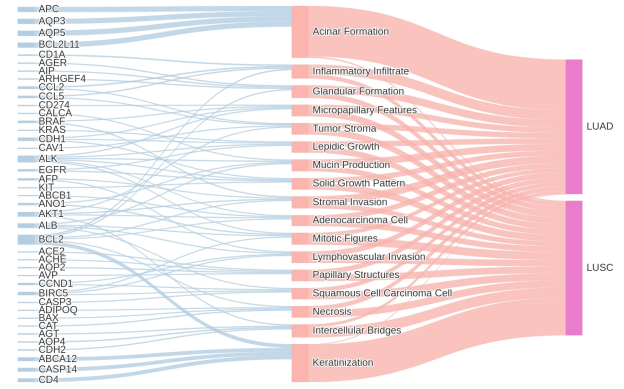 APC
AQP3
AQP5
BCL2L11
CD1A
AGER
AIP
ARHGEF4
CCL2
CCL5
CD274
CALCA
BRAF
KRAS
CDH1
CAV1
ALK
EGFR
AFP
KIT
ABCB1
ANO1
AKT1
ALB
BCL2
ACE2
ACHE
AQP2
AVP
CCND1
BIRC5
CASP3
ADIPOQ
BAX
CAT
AGT
AQP4
CDH2
ABCA12
CASP14
CD4
Acinar Formation
Inflammatory Infiltrate
Glandular Formation
Micropapillary Features
Tumor Stroma
Lepidic Growth
Mucin Production
Solid Growth Pattern
Stromal Invasion
Adenocarcinoma Cell
Mitotic Figures
Lymphovascular Invasion
Papillary Structures
Squamous Cell Carcinoma Cell
Necrosis
Intercellular Bridges
Keratinization
LUAD
LUSC